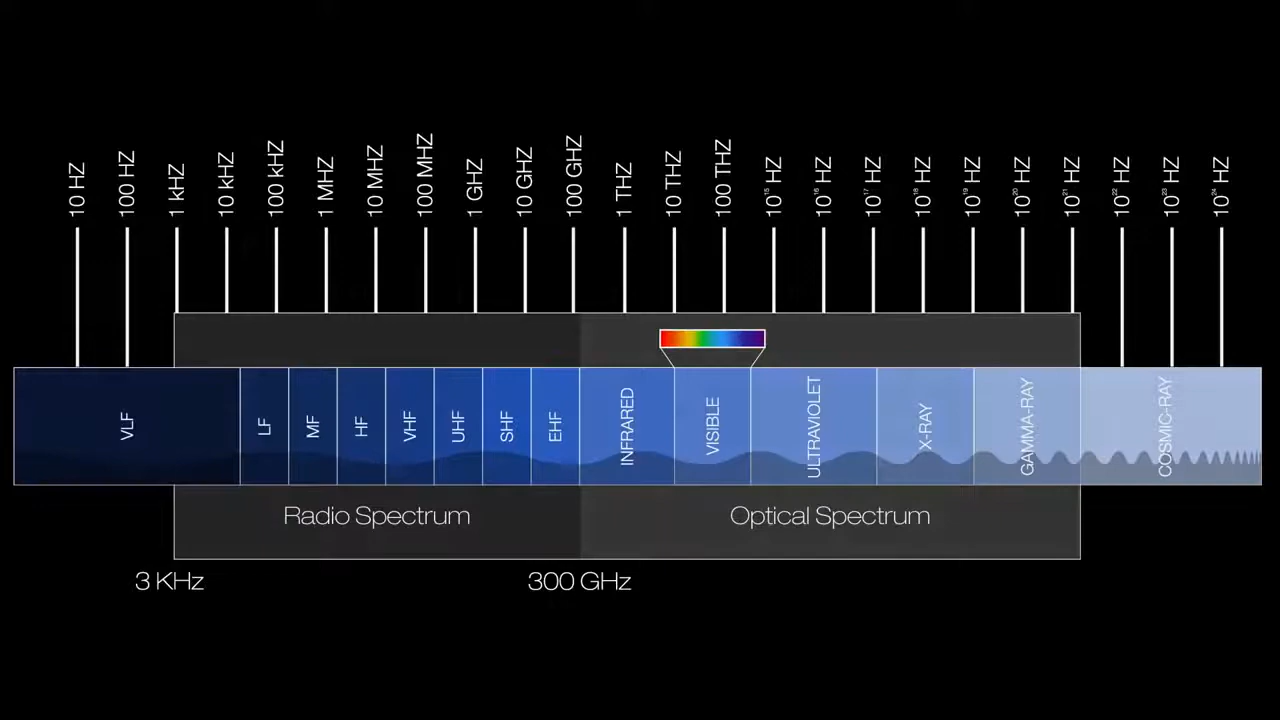 10 HZ
100 HZ
1 kHZ
10 kHZ
100 kHZ
1 MHZ
10 MHZ
100 MHZ
1 GHZ
10 GHZ
100 GHZ
1 THZ
10 THZ
100 THZ
10¹⁵ HZ
10¹⁶ HZ
10¹⁷ HZ
10¹⁸ HZ
10¹⁹ HZ
10²⁰ HZ
10²¹ HZ
10²² HZ
10²³ HZ
10²⁴ HZ
VLF
LF
MF
HF
VHF
UHF
SHF
EHF
INFRARED
VISIBLE
ULTRAVIOLET
X-RAY
GAMMA-RAY
COSMIC-RAY
Radio Spectrum
Optical Spectrum
3 KHz
300 GHz